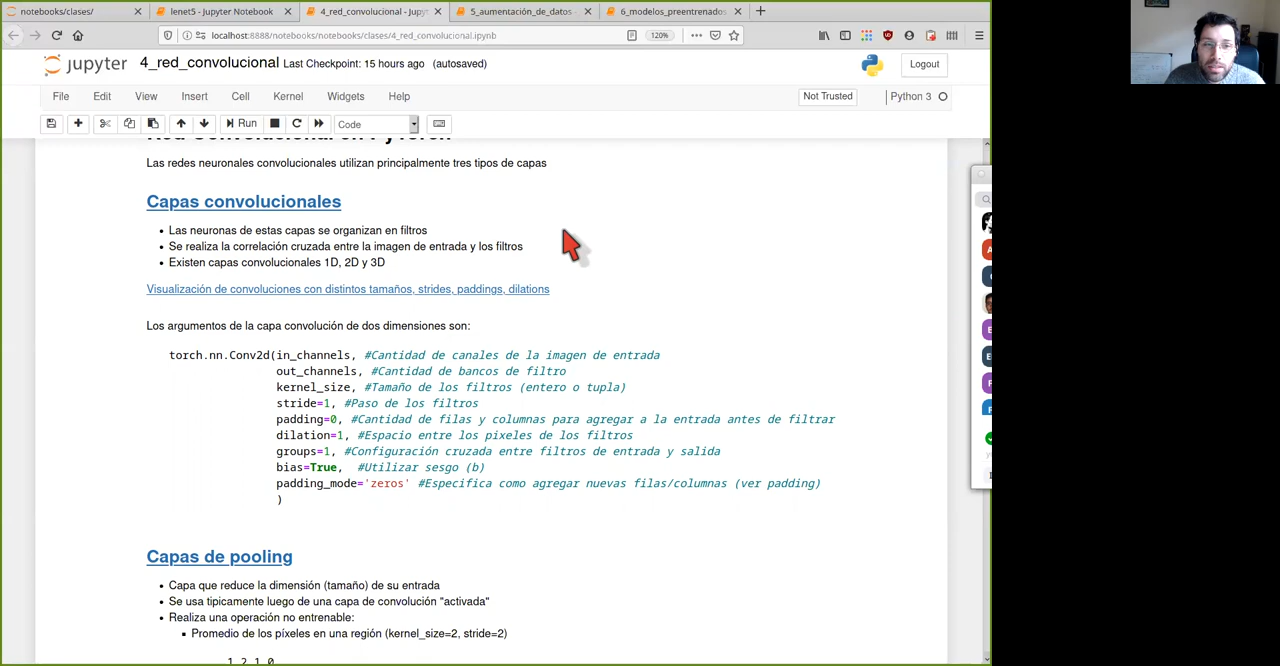 notebooks/clases/
lenet5 - Jupyter Notebook
4_red_convolucional - Jupy
5_aumentación_de_datos -
6_modelos_preentrenados
localhost:8888/notebooks/notebooks/clases/4_red_convolucional.ipynb
120%
jupyter 4_red_convolucional Last Checkpoint: 15 hours ago (autosaved)
Logout
File Edit View Insert Cell Kernel Widgets Help
Not Trusted
Python 3
Run
Code
Red Convolucional en PyTorch
Las redes neuronales convolucionales utilizan principalmente tres tipos de capas
Capas convolucionales
• Las neuronas de estas capas se organizan en filtros
• Se realiza la correlación cruzada entre la imagen de entrada y los filtros
• Existen capas convolucionales 1D, 2D y 3D
Visualización de convoluciones con distintos tamaños, strides, paddings, dilations
Los argumentos de la capa convolución de dos dimensiones son:
torch.nn.Conv2d(in_channels, #Cantidad de canales de la imagen de entrada
out_channels, #Cantidad de bancos de filtro
kernel_size, #Tamaño de los filtros (entero o tupla)
stride=1, #Paso de los filtros
padding=0, #Cantidad de filas y columnas para agregar a la entrada antes de filtrar
dilation=1, #Espacio entre los pixeles de los filtros
groups=1, #Configuración cruzada entre filtros de entrada y salida
bias=True, #Utilizar sesgo (b)
padding_mode='zeros' #Especifica como agregar nuevas filas/columnas (ver padding)
)
Capas de pooling
• Capa que reduce la dimensión (tamaño) de su entrada
• Se usa tipicamente luego de una capa de convolución "activada"
• Realiza una operación no entrenable:
▪ Promedio de los píxeles en una región (kernel_size=2, stride=2)
1 2 1 0